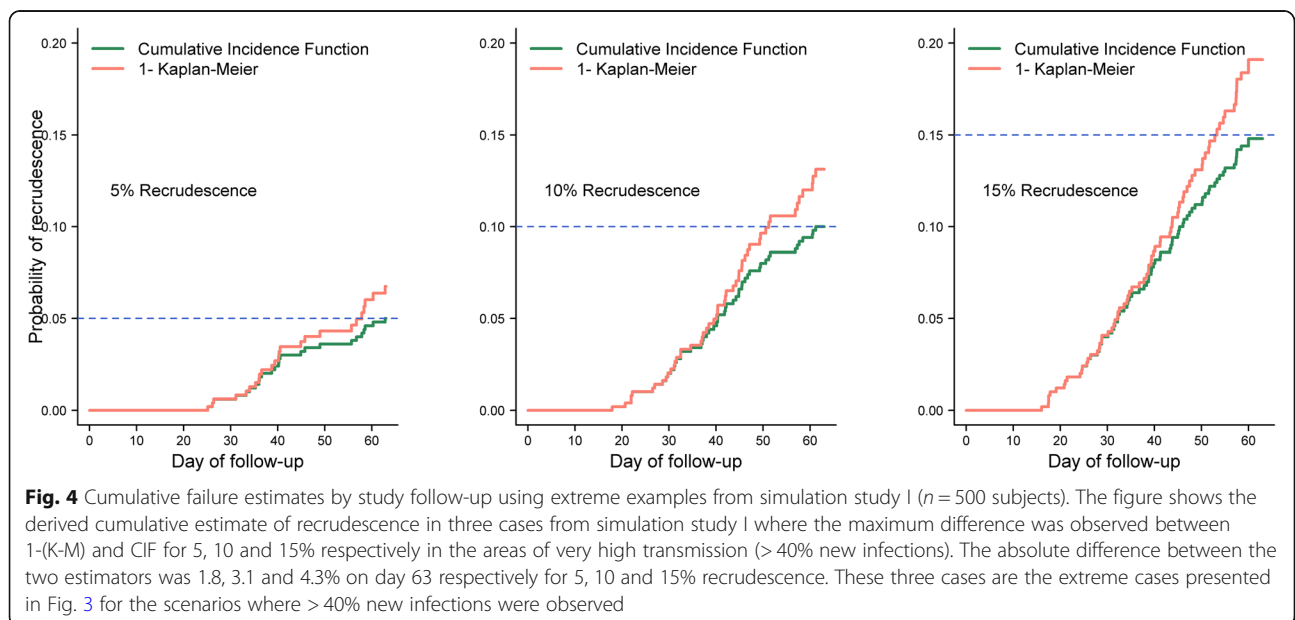 Probability of recrudescence
0.20
0.15
0.10
0.05
0.00
Cumulative Incidence Function
1- Kaplan-Meier
5% Recrudescence
0 10 20 30 40 50 60
Day of follow-up
0.20
0.15
0.10
0.05
0.00
Cumulative Incidence Function
1- Kaplan-Meier
10% Recrudescence
0 10 20 30 40 50 60
Day of follow-up
0.20
0.15
0.10
0.05
0.00
Cumulative Incidence Function
1- Kaplan-Meier
15% Recrudescence
0 10 20 30 40 50 60
Day of follow-up
Fig. 4 Cumulative failure estimates by study follow-up using extreme examples from simulation study I (n = 500 subjects). The figure shows the
derived cumulative estimate of recrudescence in three cases from simulation study I where the maximum difference was observed between
1-(K-M) and CIF for 5, 10 and 15% respectively in the areas of very high transmission (> 40% new infections). The absolute difference between the
two estimators was 1.8, 3.1 and 4.3% on day 63 respectively for 5, 10 and 15% recrudescence. These three cases are the extreme cases presented
in Fig. 3 for the scenarios where > 40% new infections were observed